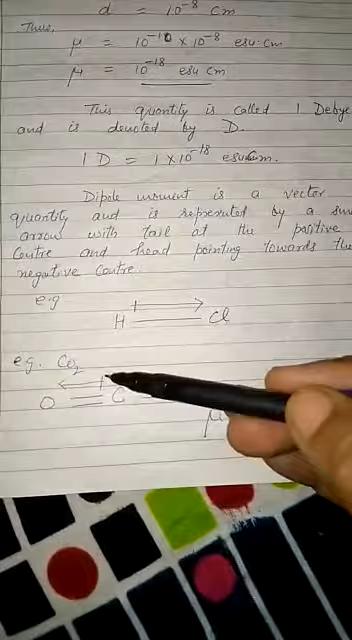 d = 10⁻⁸ cm
Thus,
μ = 10⁻¹⁰ × 10⁻⁸ esu.cm
μ = 10⁻¹⁸ esu cm
This quantity is called 1 Debye
and is denoted by D.
1 D = 1 × 10⁻¹⁸ esu cm.
Dipole moment is a vector
quantity and is represented by a
arrow with tail at the positive
centre and head pointing towards the
negative centre.
e.g
H Cl
eg. CO₂
O = C
μ